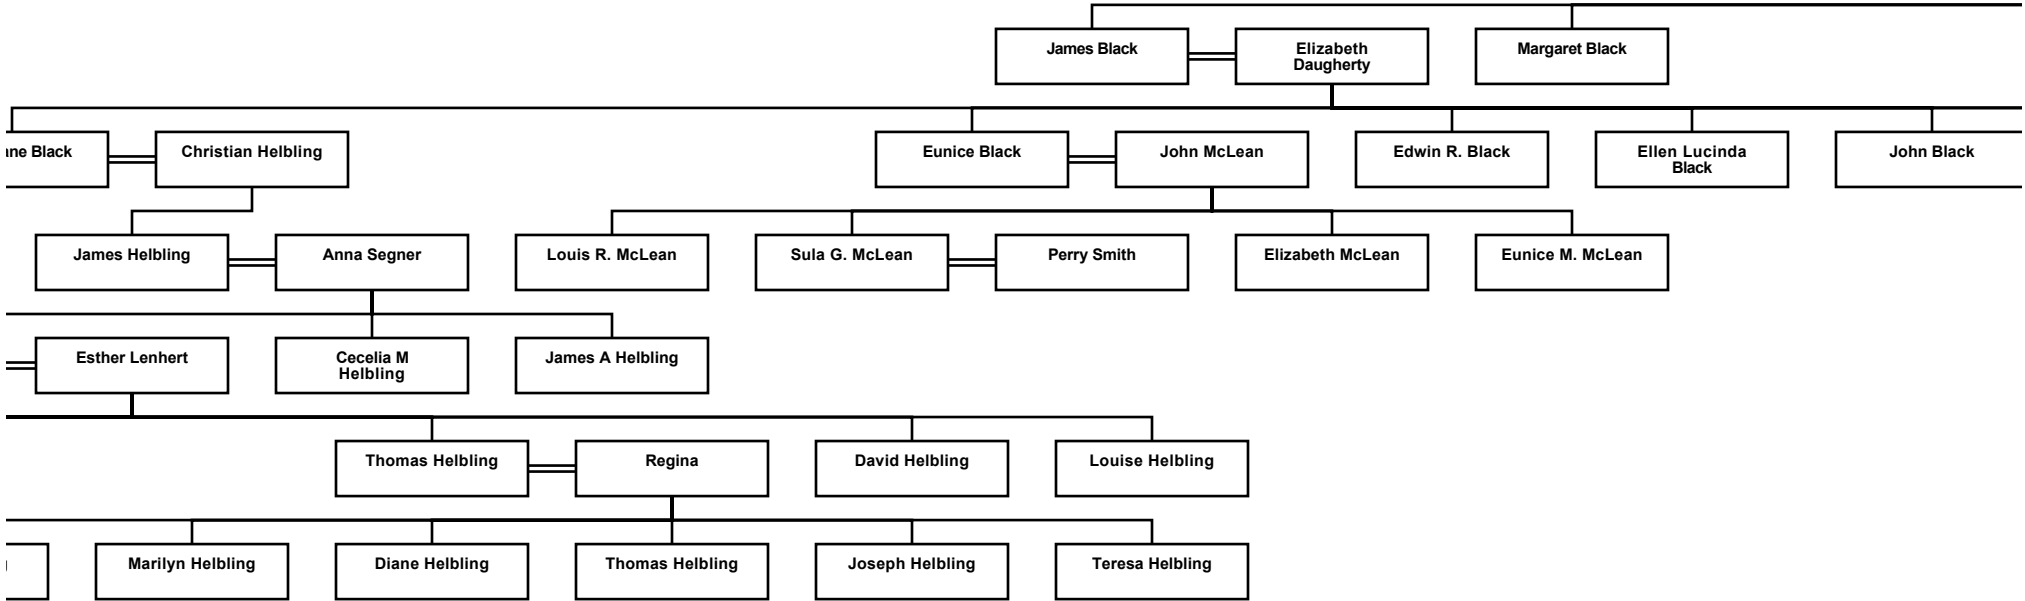 James Black
Elizabeth
Daugherty
Margaret Black
Black
Christian Helbling
Eunice Black
John McLean
Edwin R. Black
Ellen Lucinda
Black
John Black
James Helbling
Anna Segner
Louis R. McLean
Sula G. McLean
Perry Smith
Elizabeth McLean
Eunice M. McLean
Esther Lenhert
Cecelia M
Helbling
James A Helbling
Thomas Helbling
Regina
David Helbling
Louise Helbling
Marilyn Helbling
Diane Helbling
Thomas Helbling
Joseph Helbling
Teresa Helbling